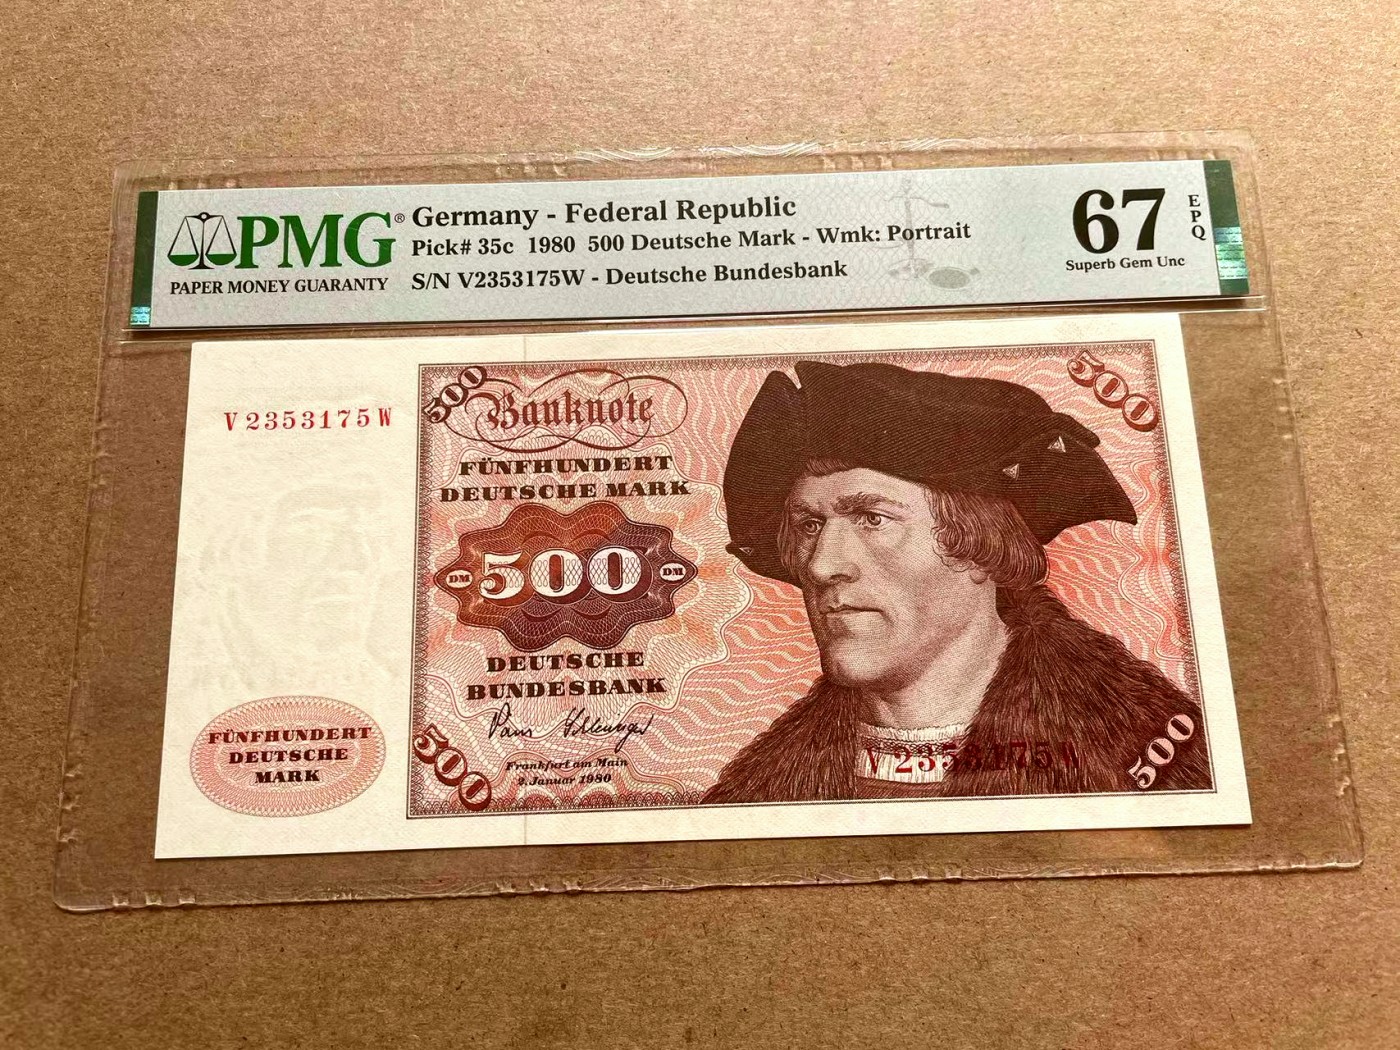 PMG®
PAPER MONEY GUARANTY
Germany - Federal Republic
Pick# 35c 1980 500 Deutsche Mark - Wmk: Portrait
S/N V2353175W - Deutsche Bundesbank
67
EPQ
Superb Gem Unc
V2353175W
500
Banknote
500
FÜNFHUNDERT
DEUTSCHE MARK
DM 500 DM
DEUTSCHE
BUNDESBANK
Frankfurt am Main
2. Januar 1980
FÜNFHUNDERT
DEUTSCHE
MARK
500
V2353175W
500